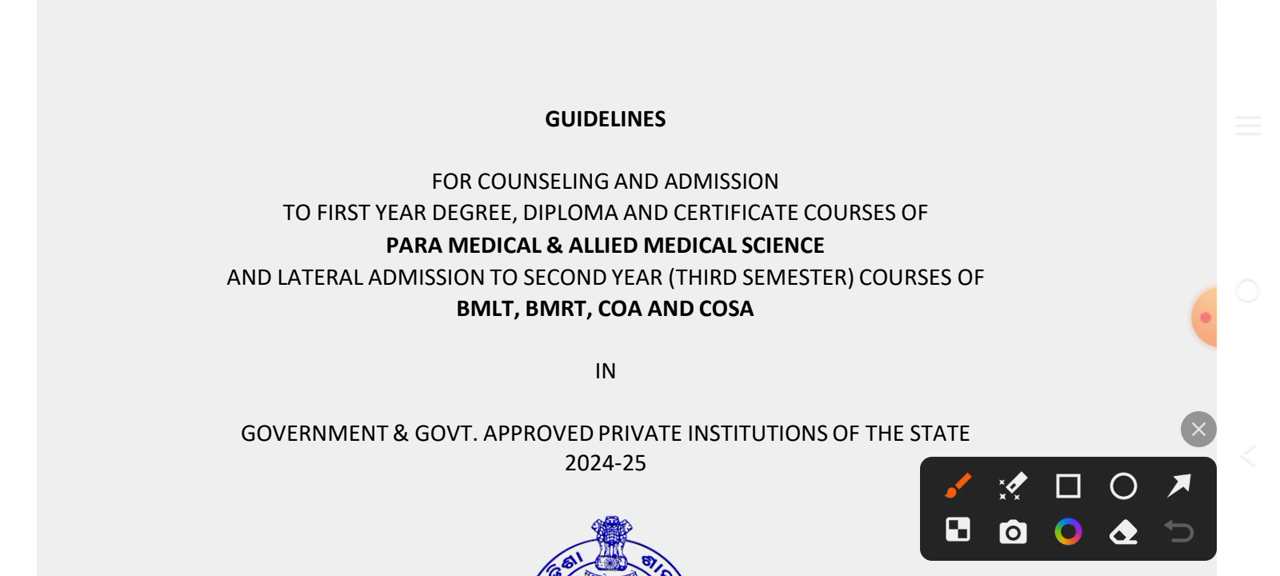 GUIDELINES
FOR COUNSELING AND ADMISSION
TO FIRST YEAR DEGREE, DIPLOMA AND CERTIFICATE COURSES OF
PARA MEDICAL & ALLIED MEDICAL SCIENCE
AND LATERAL ADMISSION TO SECOND YEAR (THIRD SEMESTER) COURSES OF
BMLT, BMRT, COA AND COSA
IN
GOVERNMENT & GOVT. APPROVED PRIVATE INSTITUTIONS OF THE STATE
2024-25